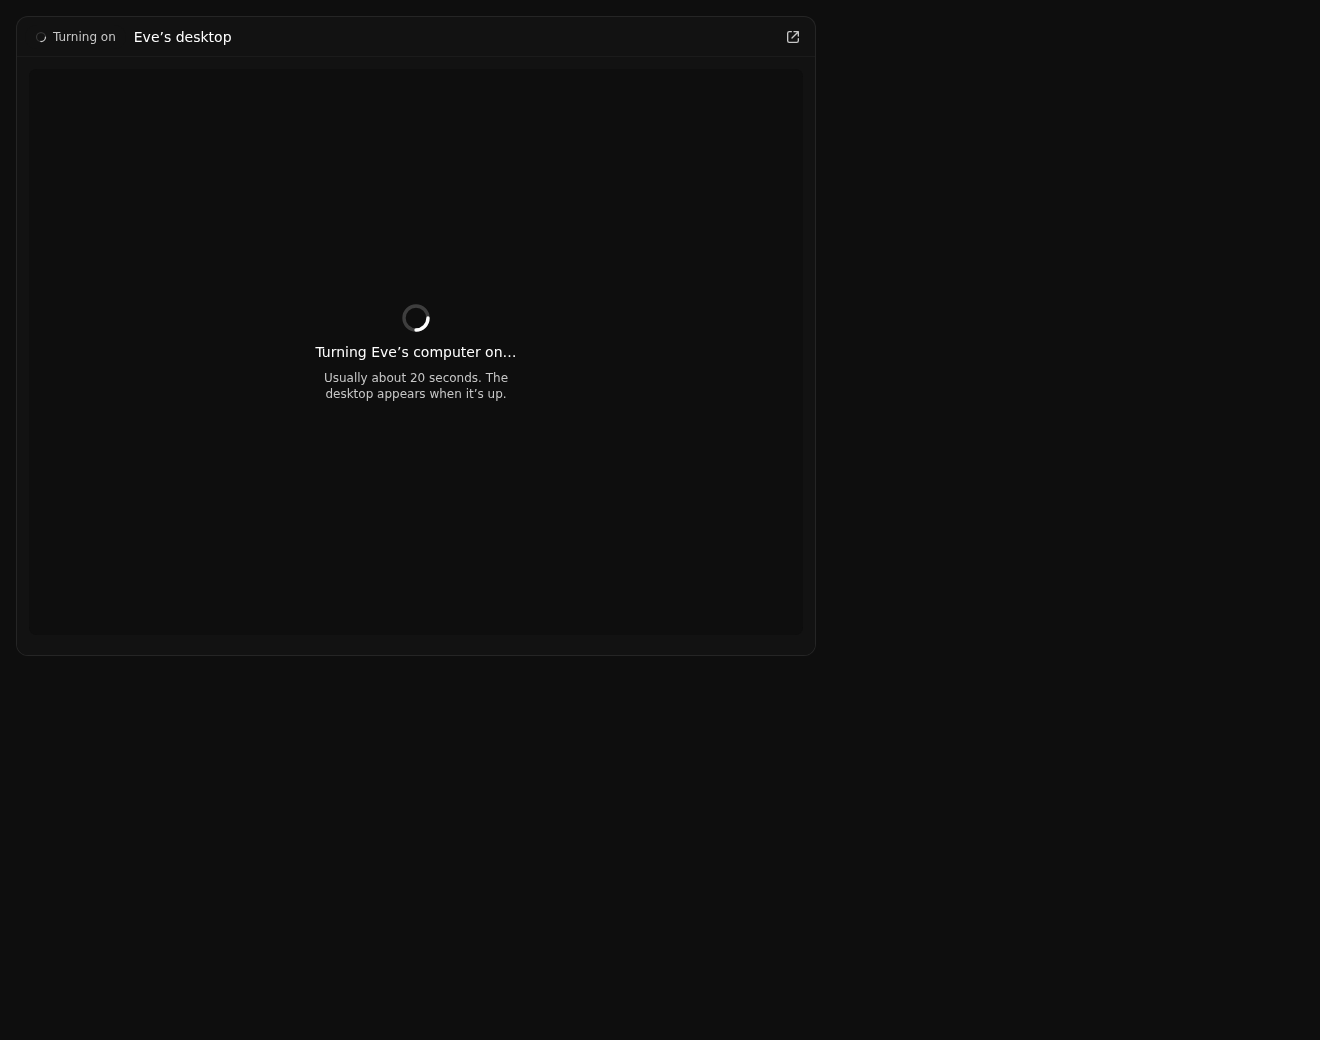 Turning on Eve’s desktop
Turning Eve’s computer on…
Usually about 20 seconds. The
desktop appears when it’s up.